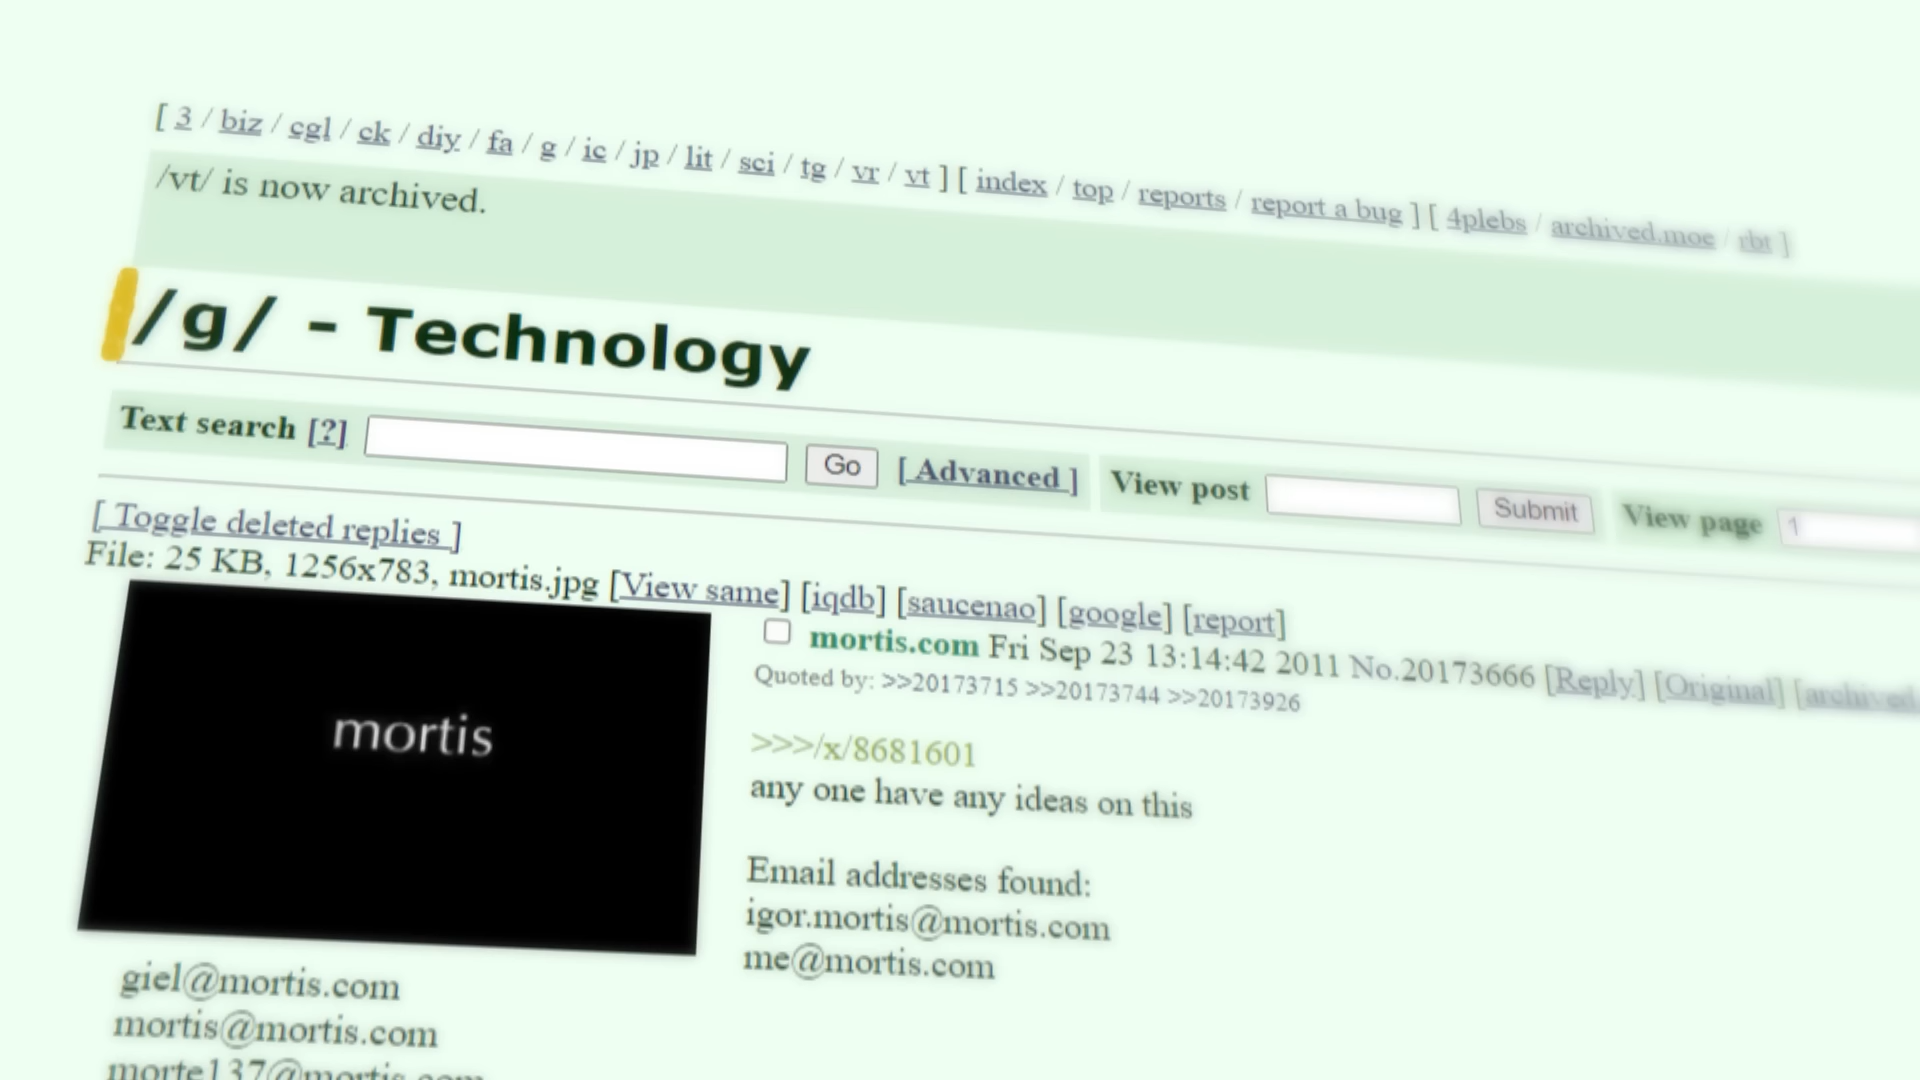 [ 3 / biz / cgl / ck / diy / fa / g / ic / jp / lit / sci / tg / vr / vt ] [ index / top / reports / report a bug ] [ 4plebs / archived.moe / rbt ]
/vt/ is now archived.
/g/ - Technology
Text search [?] Go [ Advanced ] View post Submit View page 1
[ Toggle deleted replies ]
File: 25 KB, 1256x783, mortis.jpg [View same] [iqdb] [saucenao] [google] [report]
mortis
mortis.com Fri Sep 23 13:14:42 2011 No.20173666 [Reply] [Original] [archived.
Quoted by: >>20173715 >>20173744 >>20173926
>>>/x/8681601
any one have any ideas on this
Email addresses found:
igor.mortis@mortis.com
me@mortis.com
giel@mortis.com
mortis@mortis.com
morte137@mortis.com